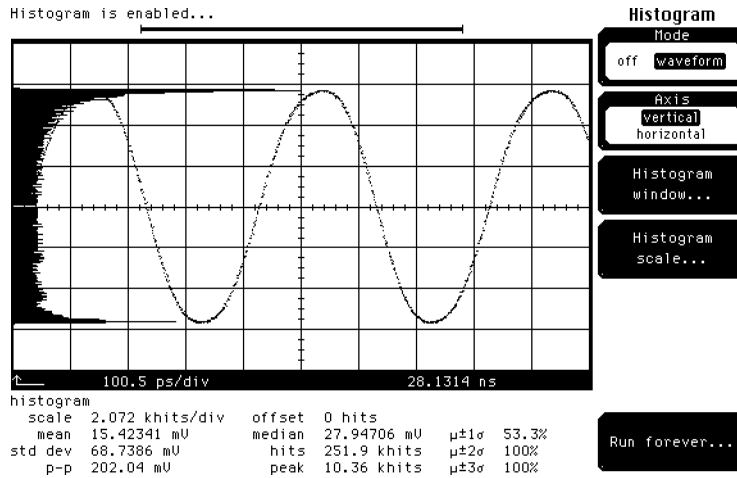 Histogram is enabled...
Histogram
Mode
off waveform
Axis
vertical
horizontal
Histogram
window...
Histogram
scale...
100.5 ps/div 28.1314 ns
histogram
scale 2.072 khits/div offset 0 hits
mean 15.42341 mV median 27.94706 mV µ±1σ 53.3%
std dev 68.7386 mV hits 251.9 khits µ±2σ 100%
p-p 202.04 mV peak 10.36 khits µ±3σ 100%
Run forever...